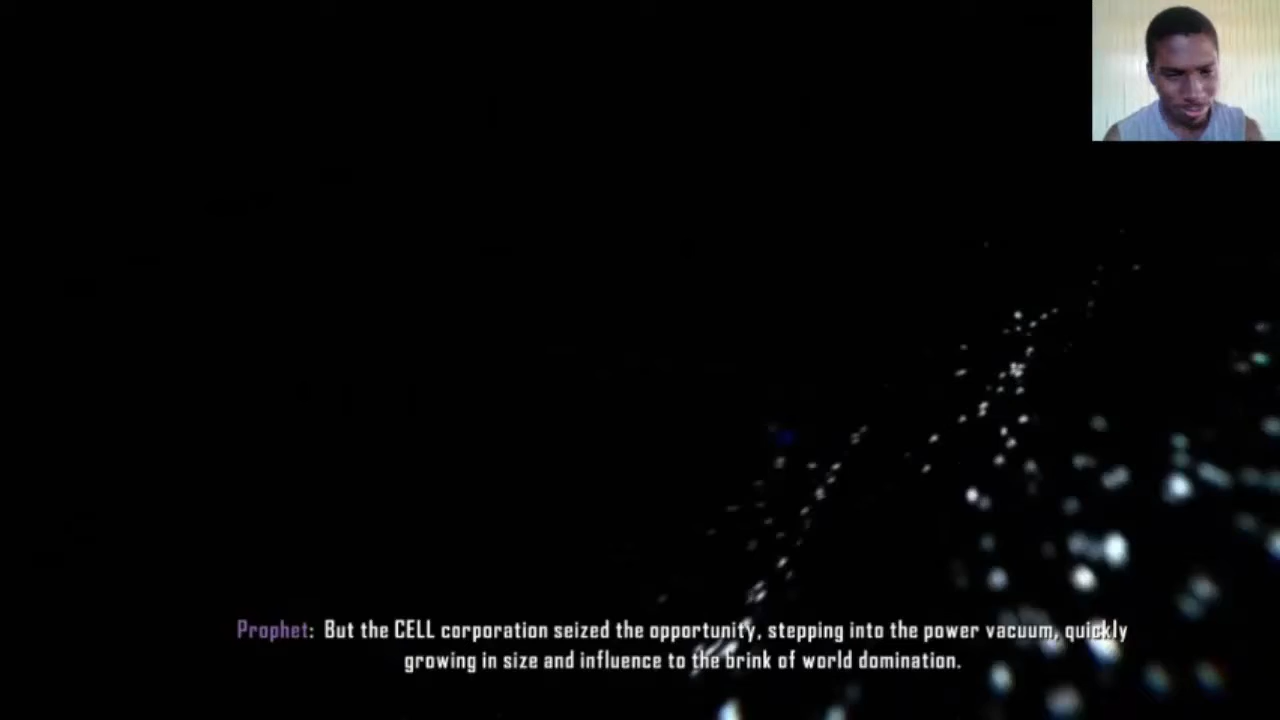 Prophet: But the CELL corporation seized the opportunity, stepping into the power vacuum, quickly
growing in size and influence to the brink of world domination.